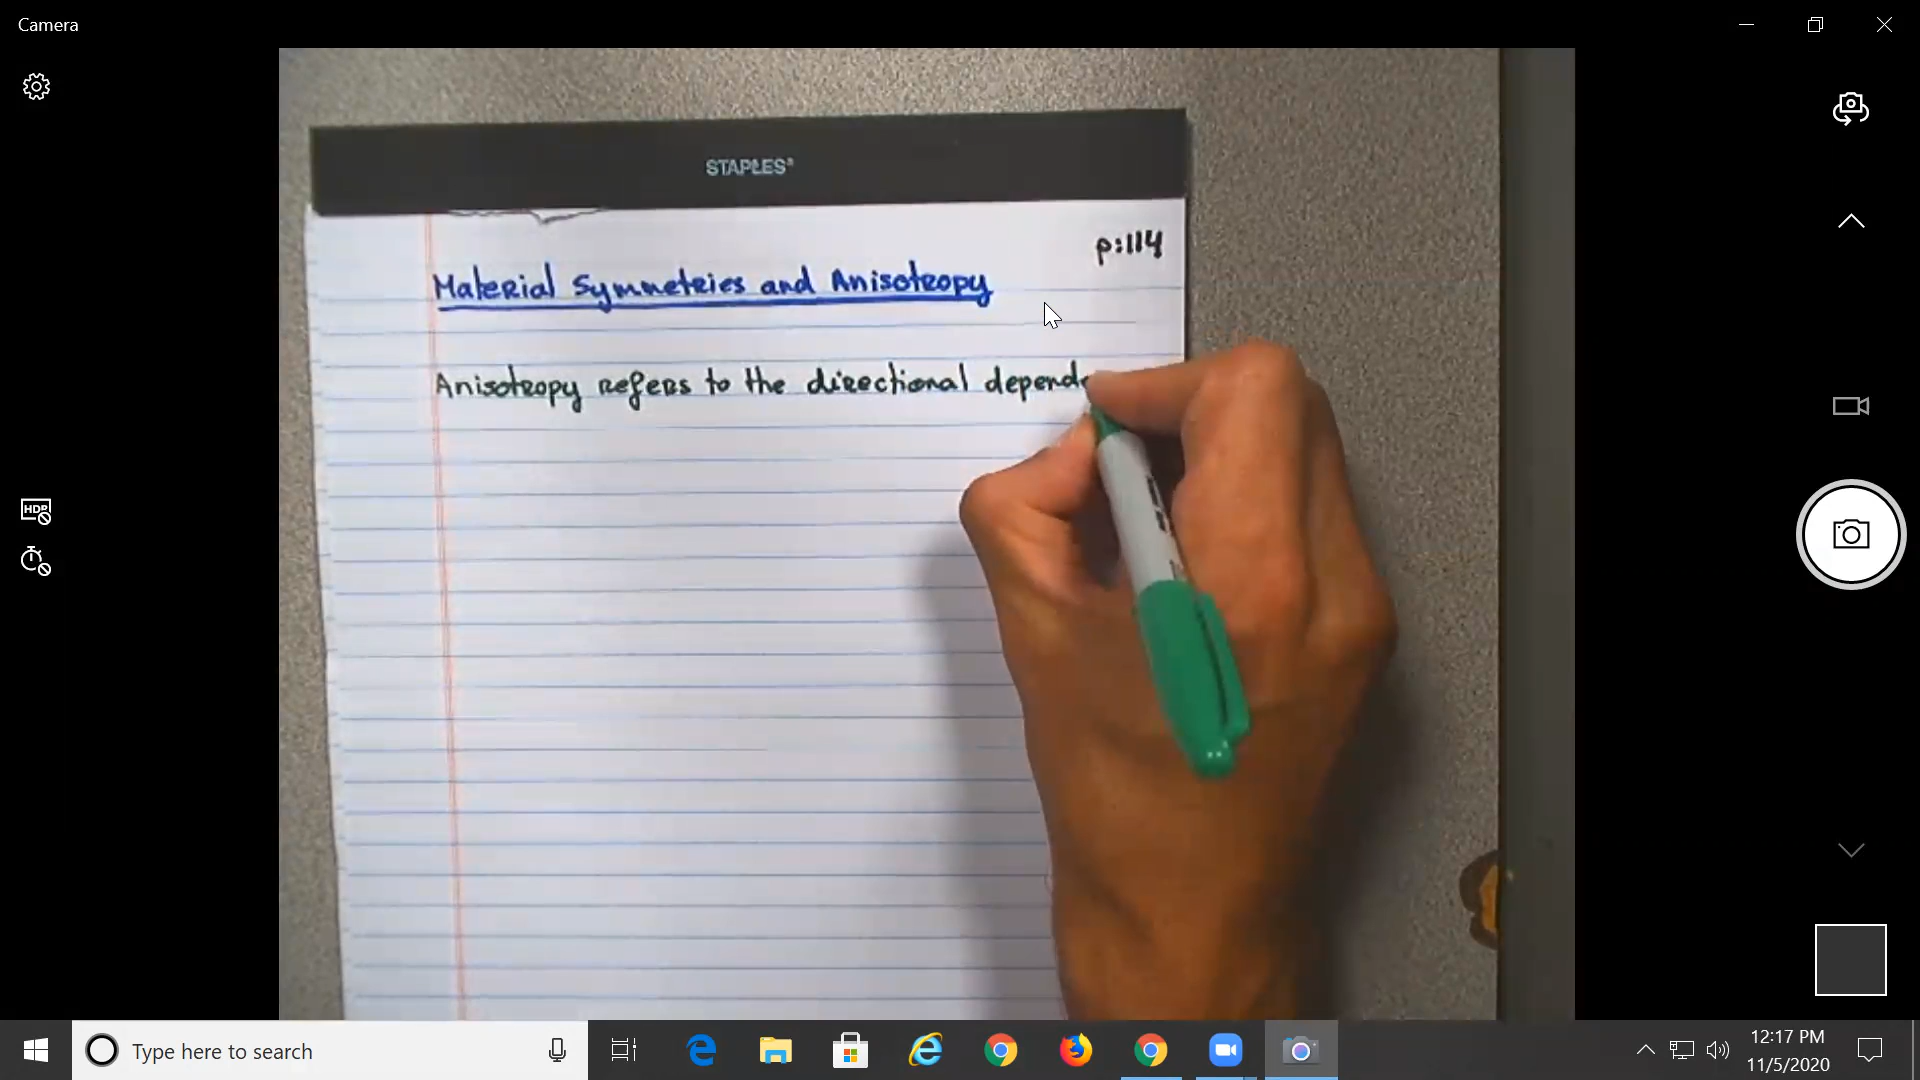 Camera
STAPLES
p:114
Material Symmetries and Anisotropy
Anisotropy refers to the directional depende
HDR
Type here to search
12:17 PM
11/5/2020